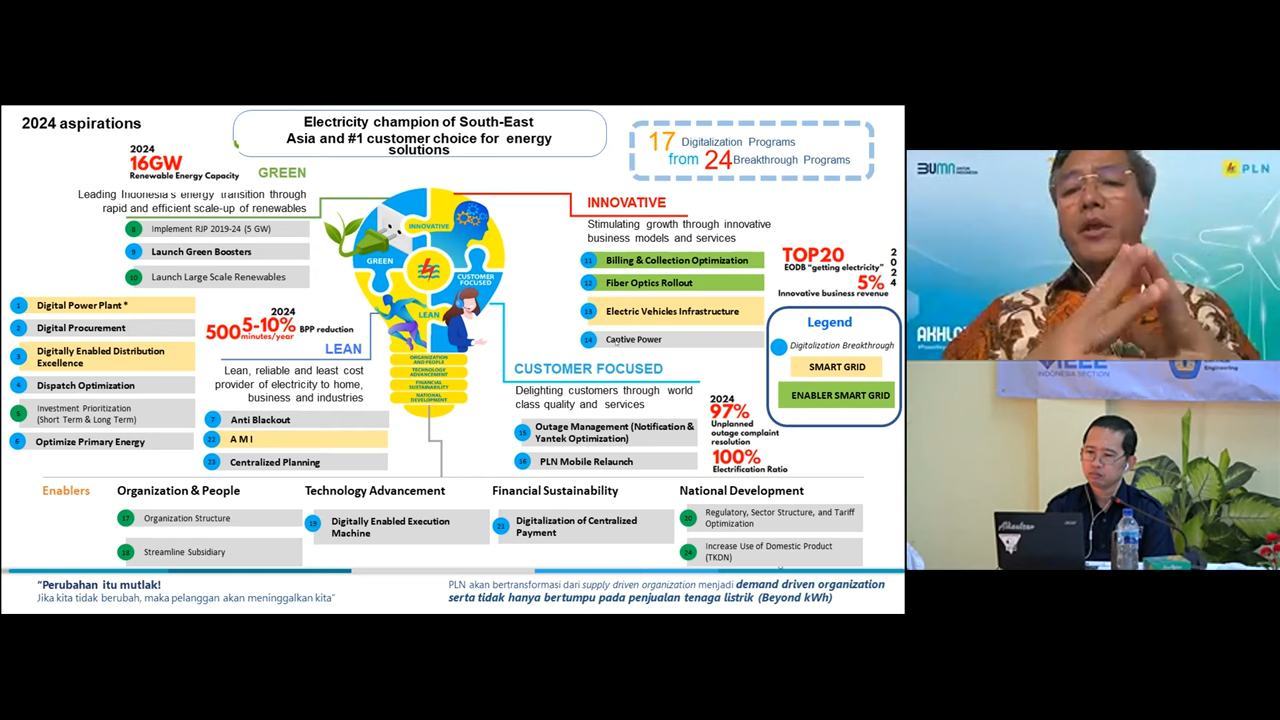 2024 aspirations
Electricity champion of South-East
Asia and #1 customer choice for energy
solutions
17 Digitalization Programs
from 24 Breakthrough Programs
2024
16GW
Renewable Energy Capacity
GREEN
Leading Indonesia's energy transition through
rapid and efficient scale-up of renewables
8 Implement RJP 2019-24 (5 GW)
9 Launch Green Boosters
10 Launch Large Scale Renewables
1 Digital Power Plant *
2 Digital Procurement
3 Digitally Enabled Distribution
Excellence
4 Dispatch Optimization
5 Investment Prioritization
(Short Term & Long Term)
6 Optimize Primary Energy
2024
500 minutes/year
5-10% BPP reduction
LEAN
Lean, reliable and least cost
provider of electricity to home,
business and industries
7 Anti Blackout
22 A M I
23 Centralized Planning
INNOVATIVE
GREEN
CUSTOMER
FOCUSED
LEAN
ORGANIZATION
AND PEOPLE
TECHNOLOGY
ADVANCEMENT
FINANCIAL
SUSTAINABILITY
NATIONAL
DEVELOPMENT
INNOVATIVE
Stimulating growth through innovative
business models and services
11 Billing & Collection Optimization
12 Fiber Optics Rollout
13 Electric Vehicles Infrastructure
14 Captive Power
2024
TOP20
EODB "getting electricity"
5%
Innovative business revenue
CUSTOMER FOCUSED
Delighting customers through world
class quality and services
15 Outage Management (Notification &
Yantek Optimization)
16 PLN Mobile Relaunch
2024
97%
Unplanned
outage complaint
resolution
100%
Electrification Ratio
Legend
Digitalization Breakthrough
SMART GRID
ENABLER SMART GRID
Enablers
Organization & People
17 Organization Structure
18 Streamline Subsidiary
Technology Advancement
19 Digitally Enabled Execution
Machine
Financial Sustainability
21 Digitalization of Centralized
Payment
National Development
20 Regulatory, Sector Structure, and Tariff
Optimization
24 Increase Use of Domestic Product
(TKDN)
"Perubahan itu mutlak!
Jika kita tidak berubah, maka pelanggan akan meninggalkan kita"
PLN akan bertransformasi dari supply driven organization menjadi demand driven organization
serta tidak hanya bertumpu pada penjualan tenaga listrik (Beyond kWh)
BUMN
PLN
IEEE
INDONESIA SECTION
Engineering